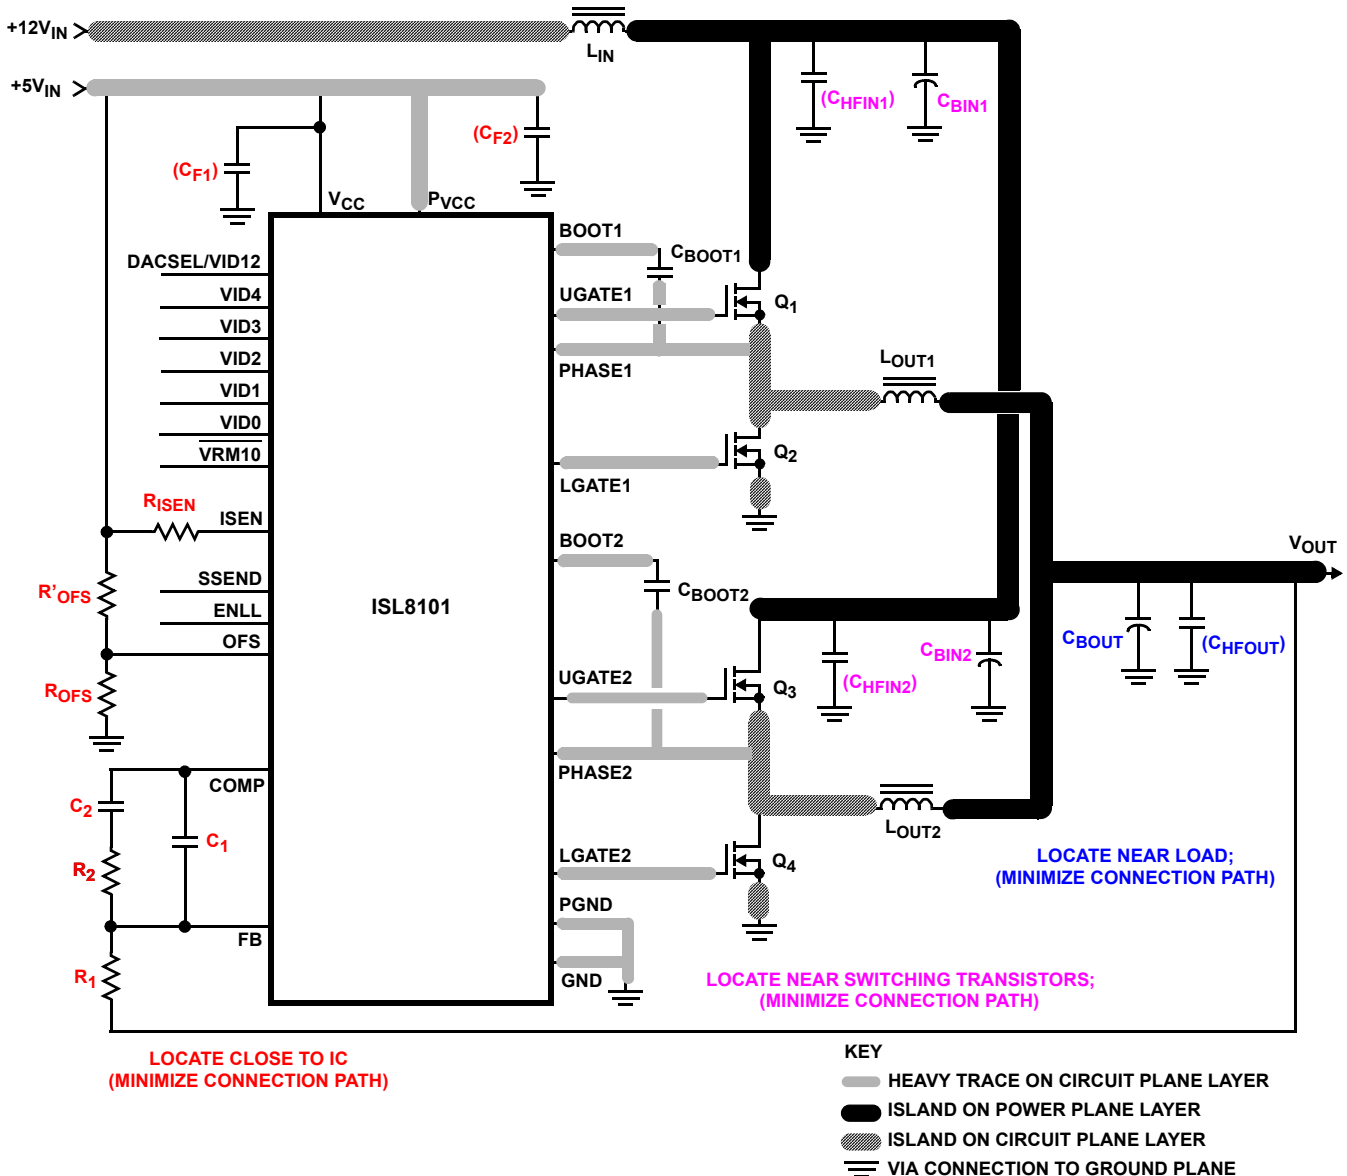 +12VIN
LIN
+5VIN
(CHFIN1)
CBIN1
(CF1)
(CF2)
VCC
PVCC
BOOT1
CBOOT1
DACSEL/VID12
VID4
VID3
VID2
VID1
VID0
VRM10
UGATE1
Q1
PHASE1
LOUT1
Q2
LGATE1
RISEN
ISEN
BOOT2
CBOOT2
VOUT
R'OFS
SSEND
ENLL
OFS
ISL8101
CBOUT
(CHFOUT)
CBIN2
(CHFIN2)
ROFS
UGATE2
Q3
PHASE2
COMP
C2
C1
LOUT2
R2
LGATE2
Q4
LOCATE NEAR LOAD;
(MINIMIZE CONNECTION PATH)
PGND
FB
GND
R1
LOCATE NEAR SWITCHING TRANSISTORS;
(MINIMIZE CONNECTION PATH)
LOCATE CLOSE TO IC
(MINIMIZE CONNECTION PATH)
KEY
HEAVY TRACE ON CIRCUIT PLANE LAYER
ISLAND ON POWER PLANE LAYER
ISLAND ON CIRCUIT PLANE LAYER
VIA CONNECTION TO GROUND PLANE